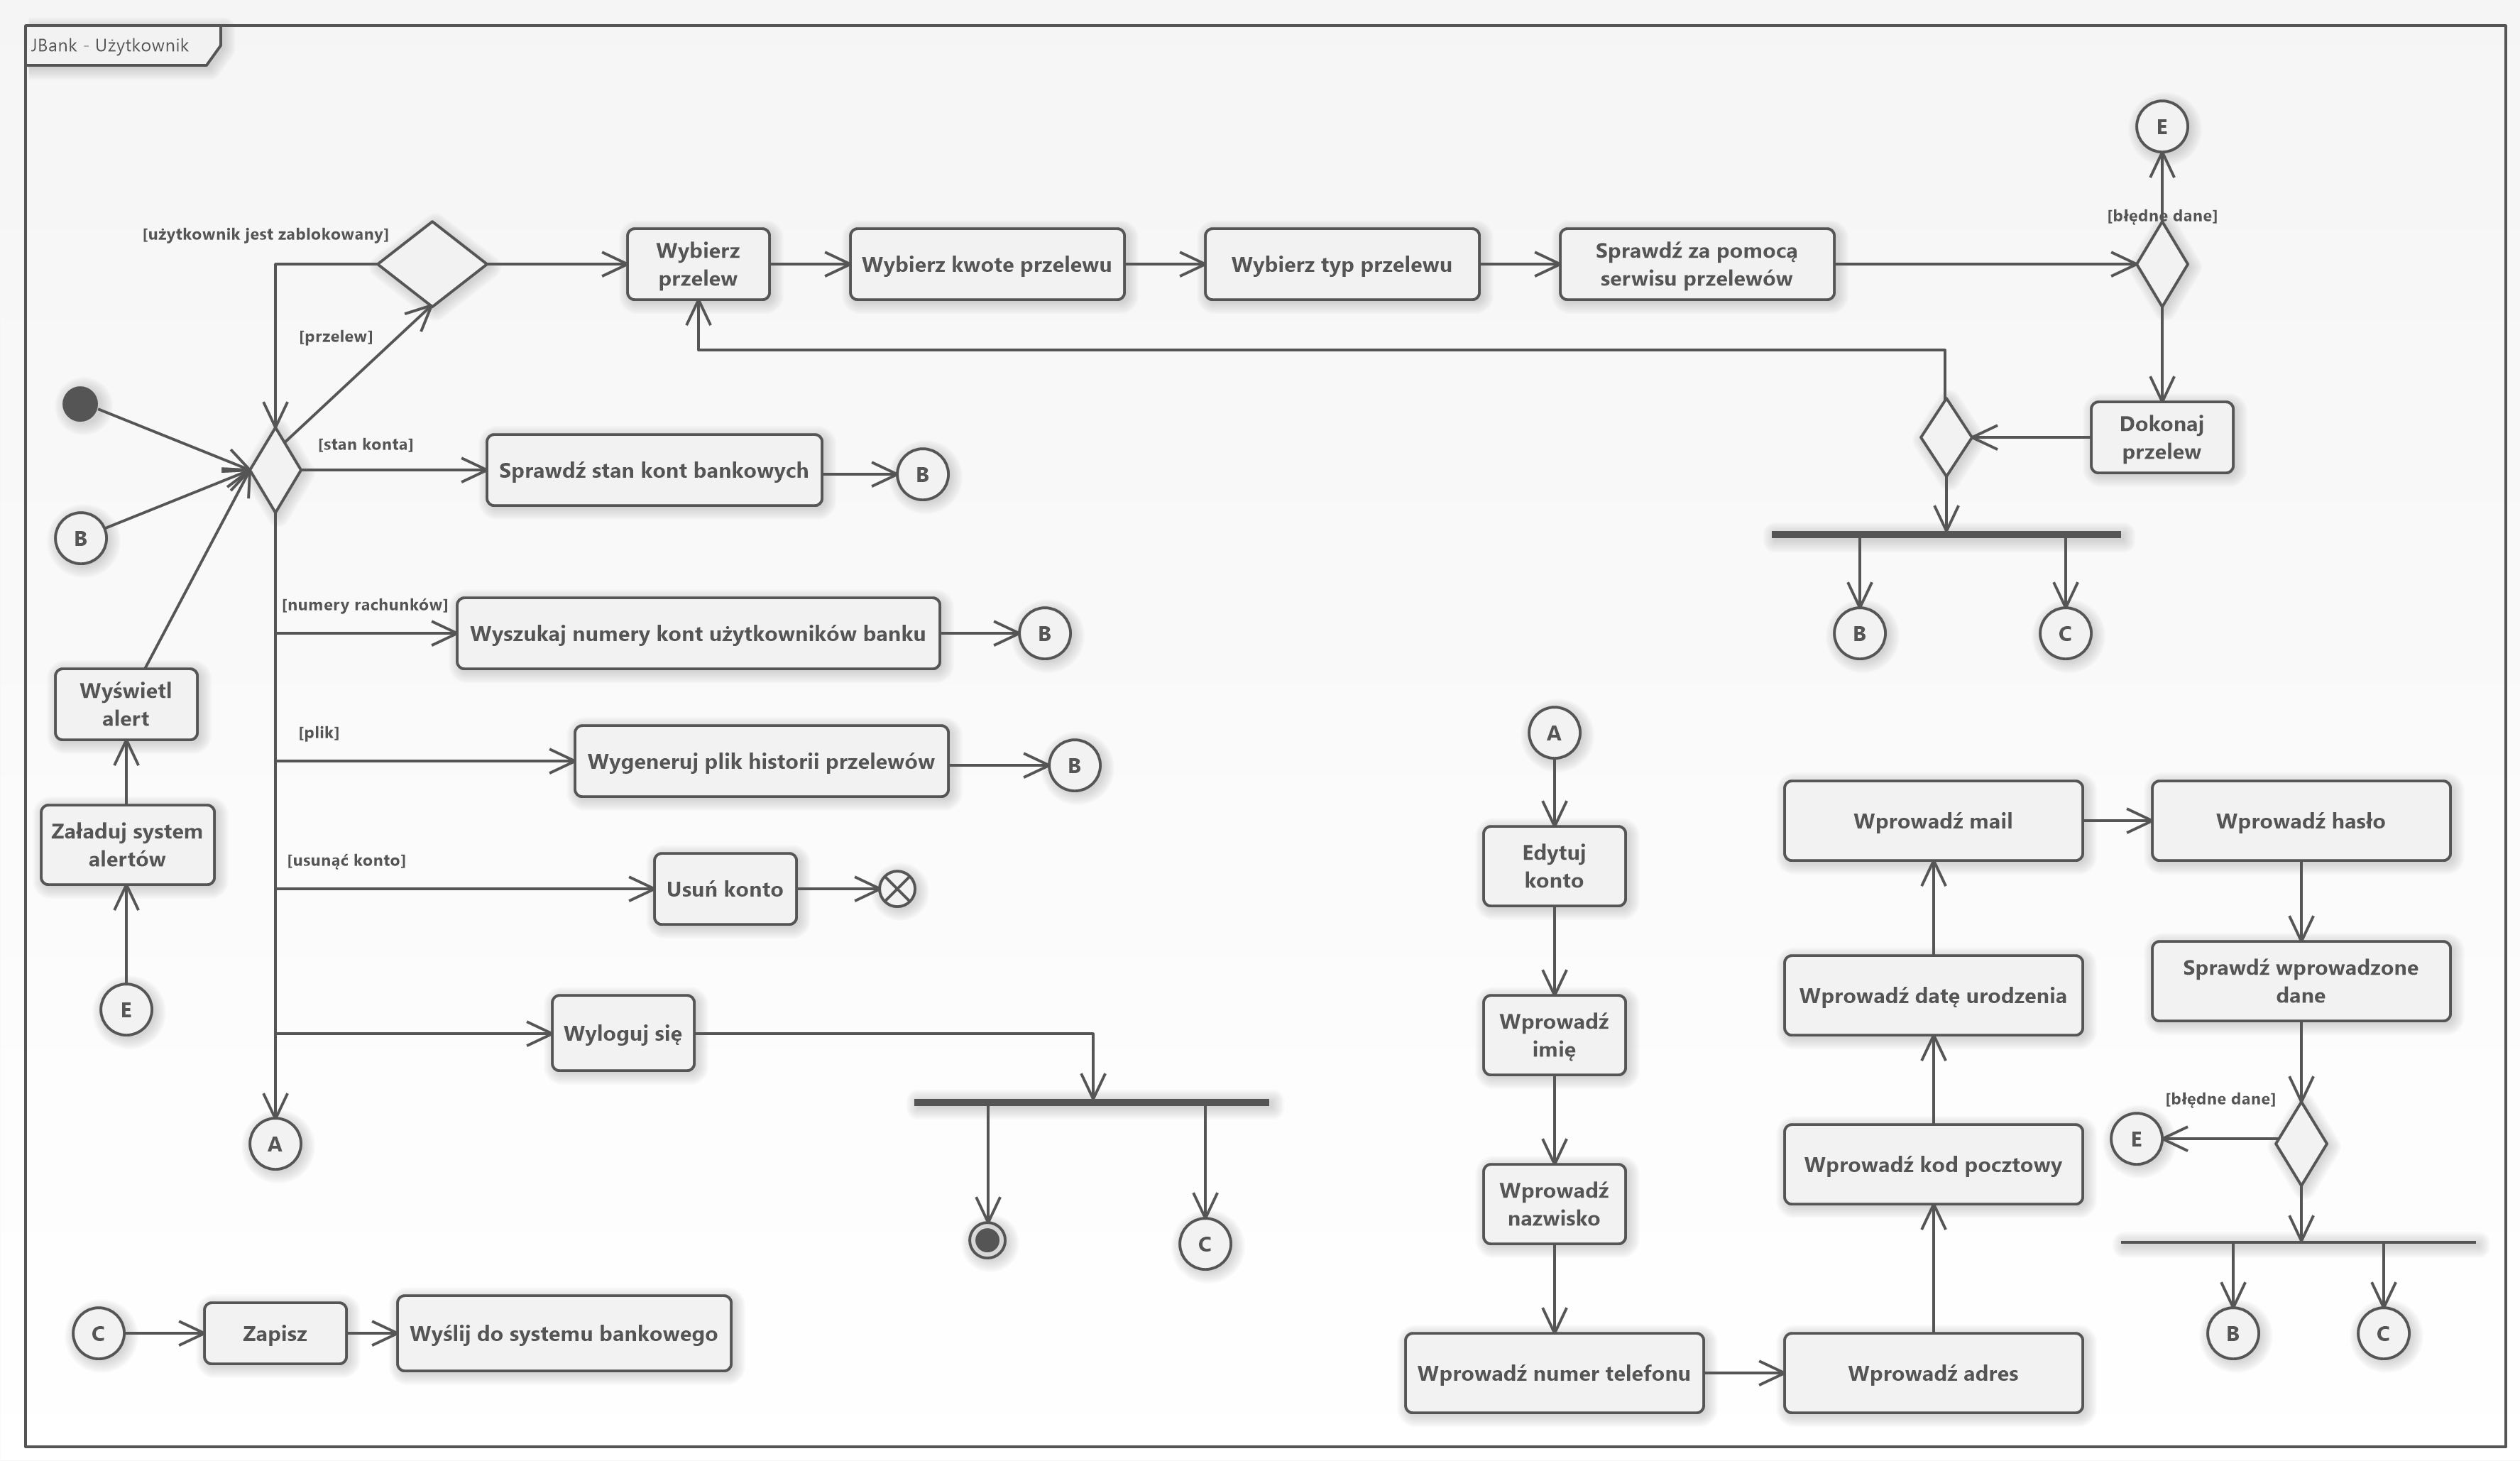 JBank - Użytkownik
E
[błędne dane]
[użytkownik jest zablokowany]
Wybierz
przelew
Wybierz kwote przelewu
Wybierz typ przelewu
Sprawdź za pomocą
serwisu przelewów
[przelew]
Dokonaj
przelew
[stan konta]
Sprawdź stan kont bankowych
B
B
[numery rachunków]
Wyszukaj numery kont użytkowników banku
B
B
C
Wyświetl
alert
[plik]
Wygeneruj plik historii przelewów
B
A
Załaduj system
alertów
[usunąć konto]
Usuń konto
Edytuj
konto
Wprowadź mail
Wprowadź hasło
E
Wyloguj się
Wprowadź
imię
Wprowadź datę urodzenia
Sprawdź wprowadzone
dane
A
[błędne dane]
E
Wprowadź
nazwisko
Wprowadź kod pocztowy
C
C
Zapisz
Wyślij do systemu bankowego
Wprowadź numer telefonu
Wprowadź adres
B
C